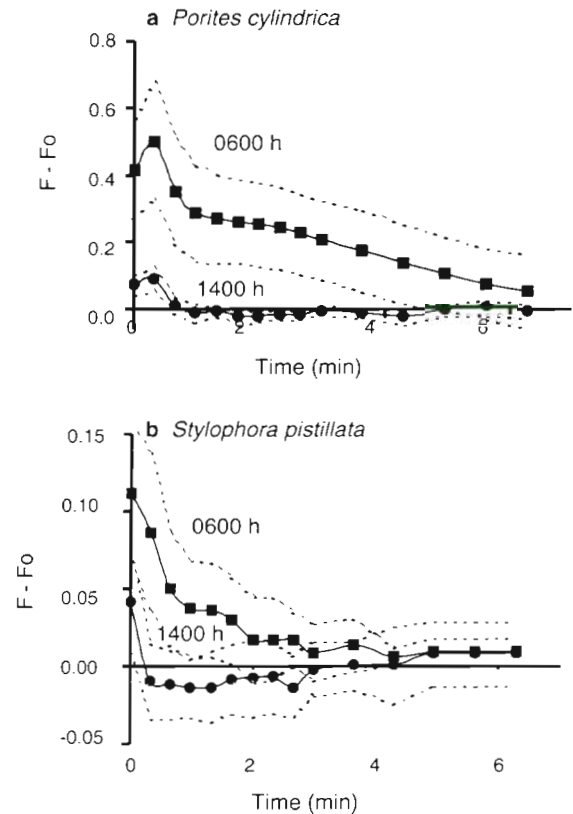 a Porites cylindrica
0.8
0.6
0.4
0.2
0.0
F - Fo
0600 h
1400 h
0 2 4 6
Time (min)
b Stylophora pistillata
0.15
0.10
0.05
0.00
-0.05
F - Fo
0600 h
1400 h
0 2 4 6
Time (min)